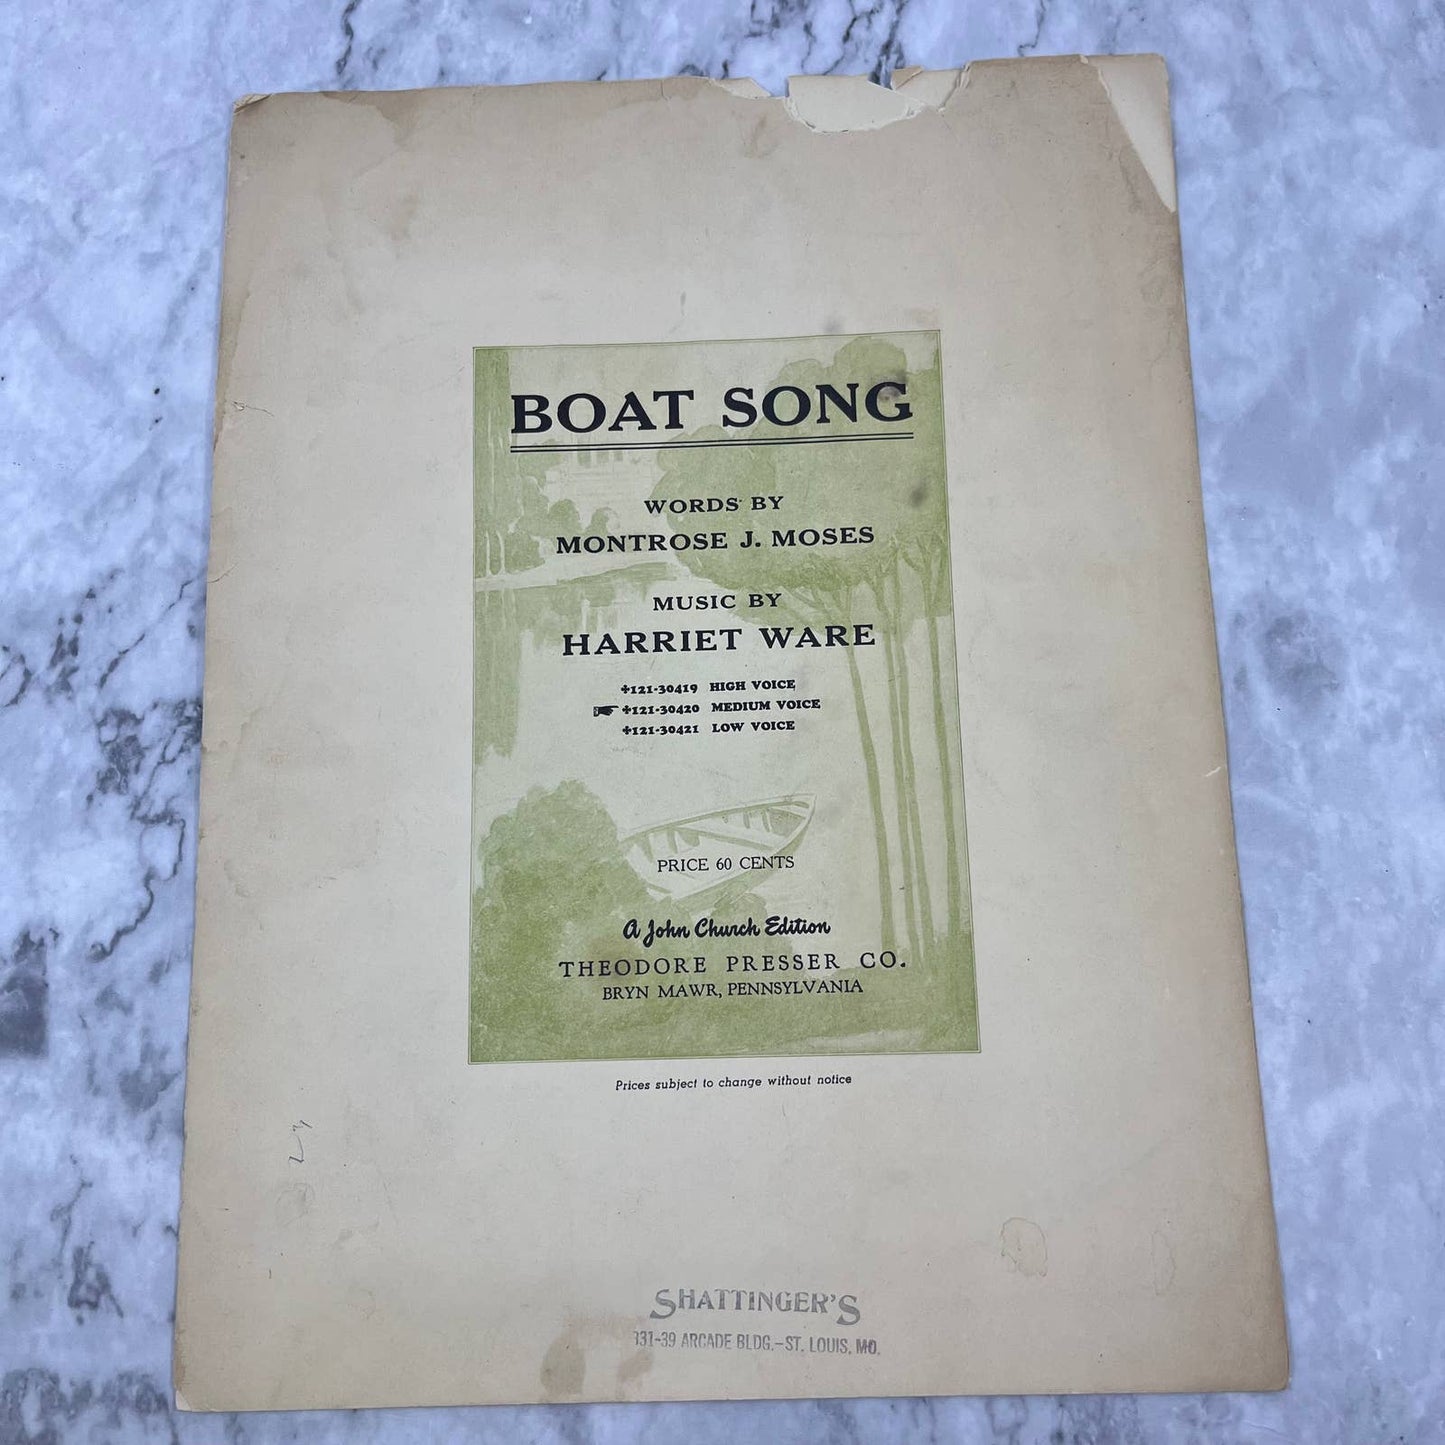 BOAT SONG
WORDS BY
MONTROSE J. MOSES
MUSIC BY
HARRIET WARE
+121-30419 HIGH VOICE
☞ +121-30420 MEDIUM VOICE
+121-30421 LOW VOICE
PRICE 60 CENTS
A John Church Edition
THEODORE PRESSER CO.
BRYN MAWR, PENNSYLVANIA
Prices subject to change without notice
SHATTINGER'S
331-39 ARCADE BLDG.-ST. LOUIS, MO.